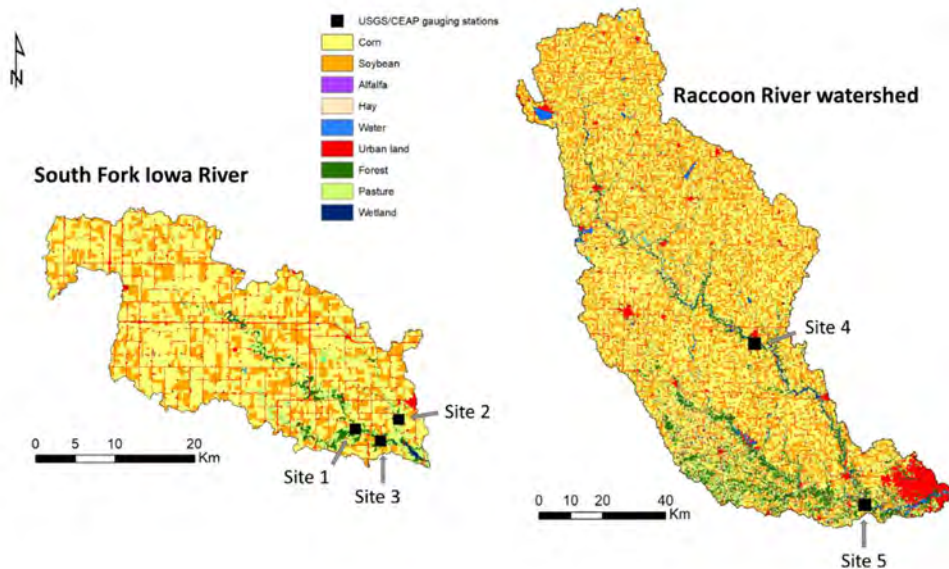 USGS/CEAP gauging stations
Corn
Soybean
Alfalfa
Hay
Water
Urban land
Forest
Pasture
Wetland
N
South Fork Iowa River
Raccoon River watershed
Site 4
Site 2
Site 1
Site 3
0 5 10 20
Km
0 10 20 40
Km
Site 5